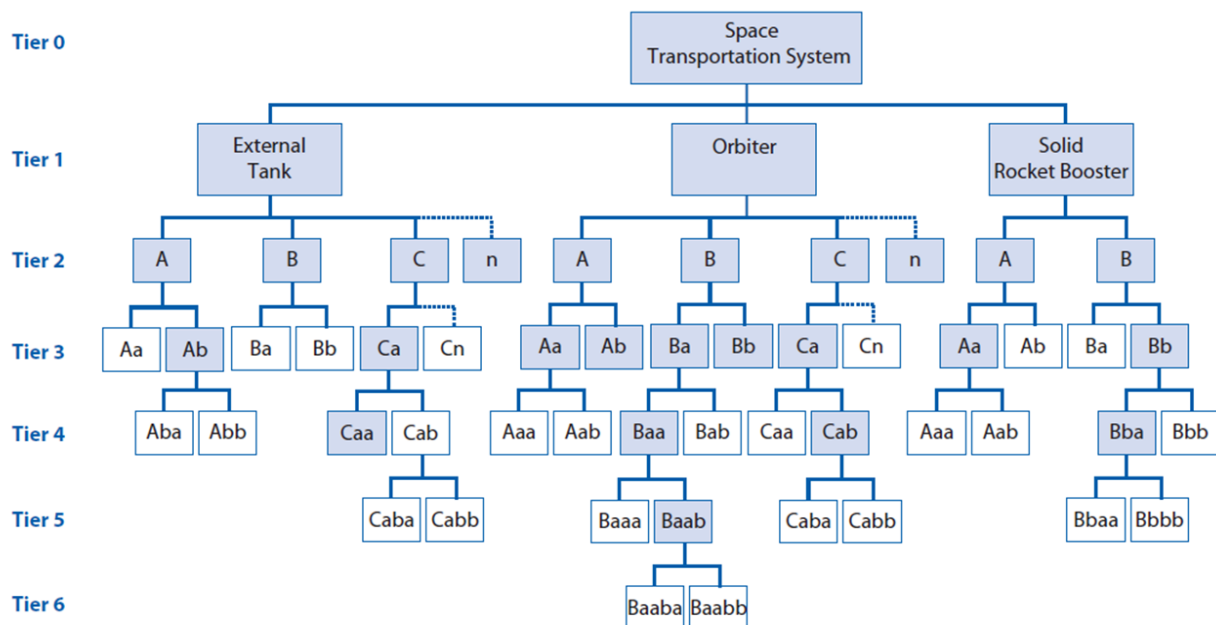 Tier 0
Space
Transportation System
Tier 1
External
Tank
Orbiter
Solid
Rocket Booster
Tier 2
A
B
C
n
A
B
C
n
A
B
Tier 3
Aa
Ab
Ba
Bb
Ca
Cn
Aa
Ab
Ba
Bb
Ca
Cn
Aa
Ab
Ba
Bb
Tier 4
Aba
Abb
Caa
Cab
Aaa
Aab
Baa
Bab
Caa
Cab
Aaa
Aab
Bba
Bbb
Tier 5
Caba
Cabb
Baaa
Baab
Caba
Cabb
Bbaa
Bbbb
Tier 6
Baaba
Baabb